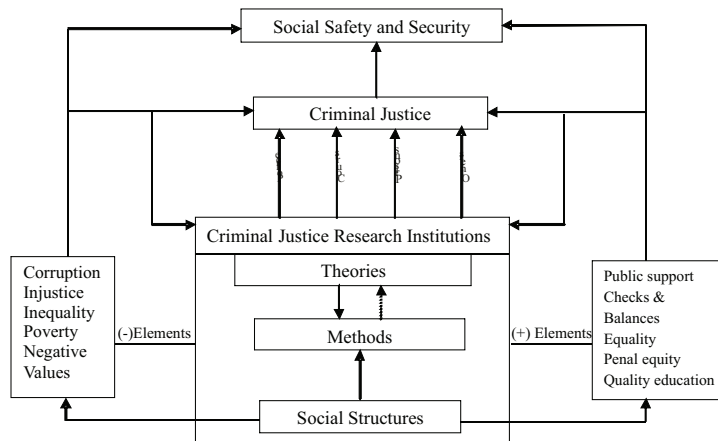 Social Safety and Security
Criminal Justice
Criminal Justice Research Institutions
Theories
Methods
Social Structures
Corruption
Injustice
Inequality
Poverty
Negative
Values
(-)Elements
(+) Elements
Public support
Checks &
Balances
Equality
Penal equity
Quality education